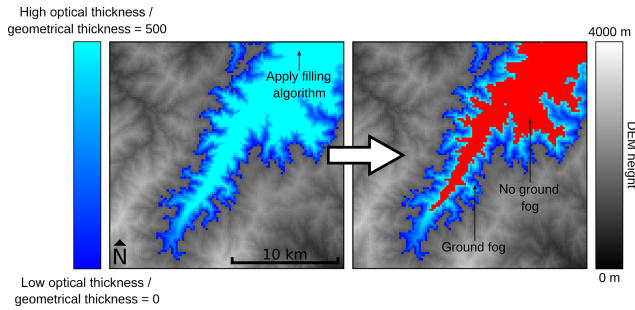 High optical thickness /
geometrical thickness = 500
4000 m
Apply filling
algorithm
DEM height
No ground
fog
Ground fog
N
10 km
0 m
Low optical thickness /
geometrical thickness = 0